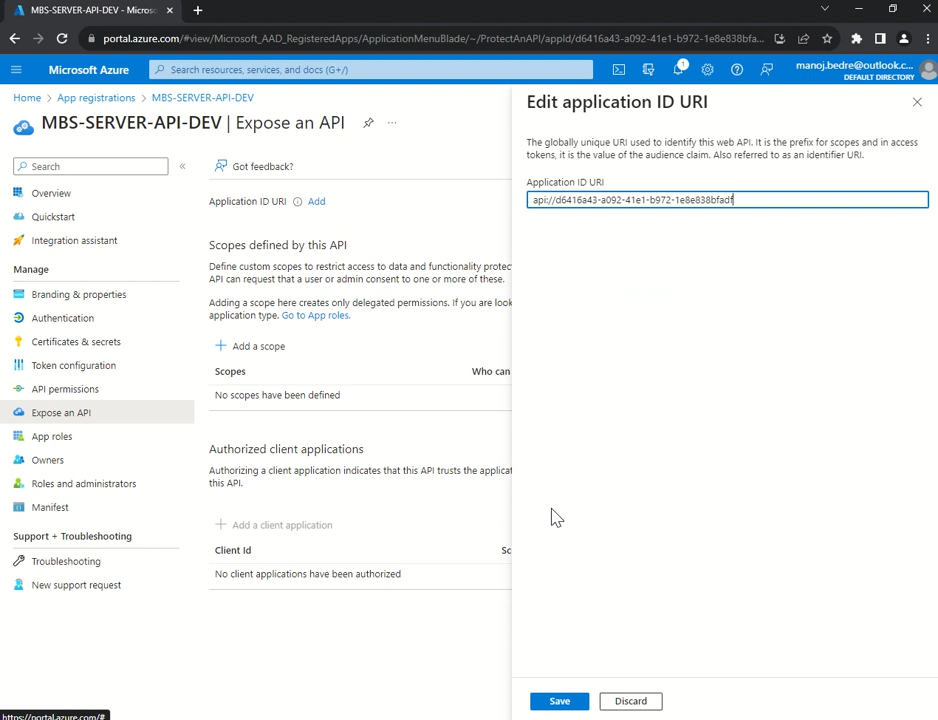 MBS-SERVER-API-DEV - Microso
portal.azure.com/#view/Microsoft_AAD_RegisteredApps/ApplicationMenuBlade/~/ProtectAnAPI/appId/d6416a43-a092-41e1-b972-1e8e838bfa...
Microsoft Azure
Search resources, services, and docs (G+/)
1
manoj.bedre@outlook.c...
DEFAULT DIRECTORY
Home > App registrations > MBS-SERVER-API-DEV
MBS-SERVER-API-DEV | Expose an API
Search
Overview
Quickstart
Integration assistant
Manage
Branding & properties
Authentication
Certificates & secrets
Token configuration
API permissions
Expose an API
App roles
Owners
Roles and administrators
Manifest
Support + Troubleshooting
Troubleshooting
New support request
Got feedback?
Application ID URI Add
Scopes defined by this API
Define custom scopes to restrict access to data and functionality protec
API can request that a user or admin consent to one or more of these.
Adding a scope here creates only delegated permissions. If you are look
application type. Go to App roles.
Add a scope
Scopes Who can
No scopes have been defined
Authorized client applications
Authorizing a client application indicates that this API trusts the applicat
this API.
Add a client application
Client Id Sc
No client applications have been authorized
Edit application ID URI
The globally unique URI used to identify this web API. It is the prefix for scopes and in access
tokens, it is the value of the audience claim. Also referred to as an identifier URI.
Application ID URI
api://d6416a43-a092-41e1-b972-1e8e838bfadf
Save Discard
https://portal.azure.com/#